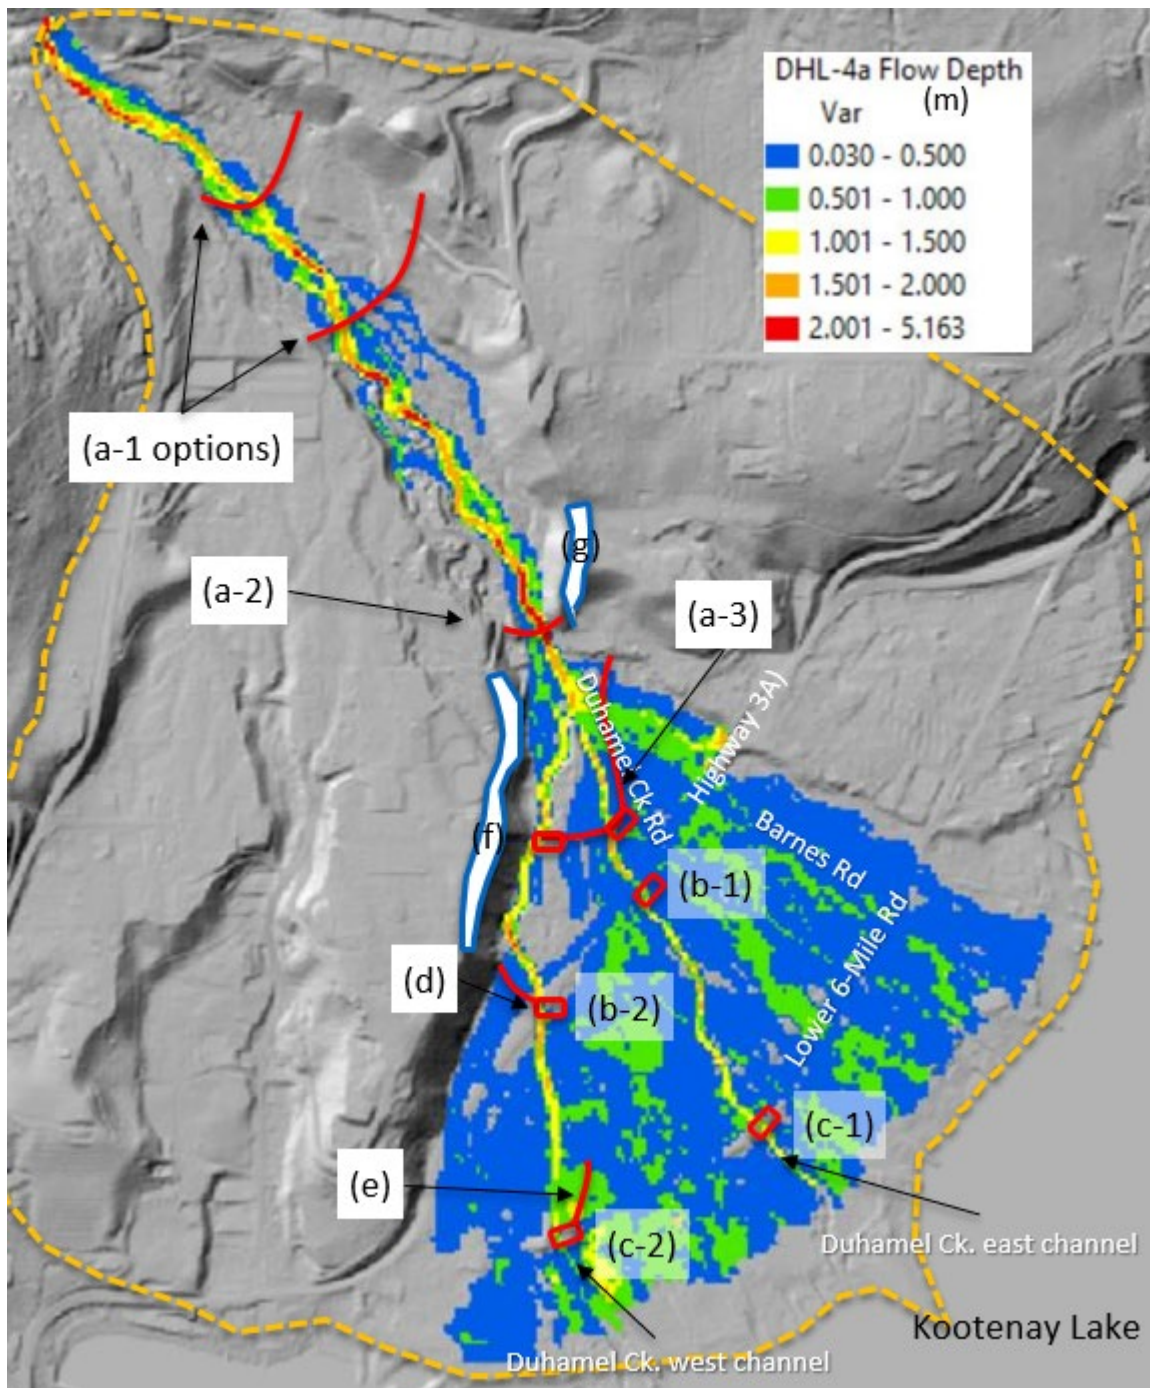 DHL-4a Flow Depth
Var (m)
0.030 - 0.500
0.501 - 1.000
1.001 - 1.500
1.501 - 2.000
2.001 - 5.163
(a-1 options)
(g)
(a-2)
(a-3)
Duhamel Ck Rd
Highway 3A)
(f)
Barnes Rd
(b-1)
Lower 6-Mile Rd
(d)
(b-2)
(c-1)
(e)
(c-2)
Duhamel Ck. east channel
Kootenay Lake
Duhamel Ck. west channel